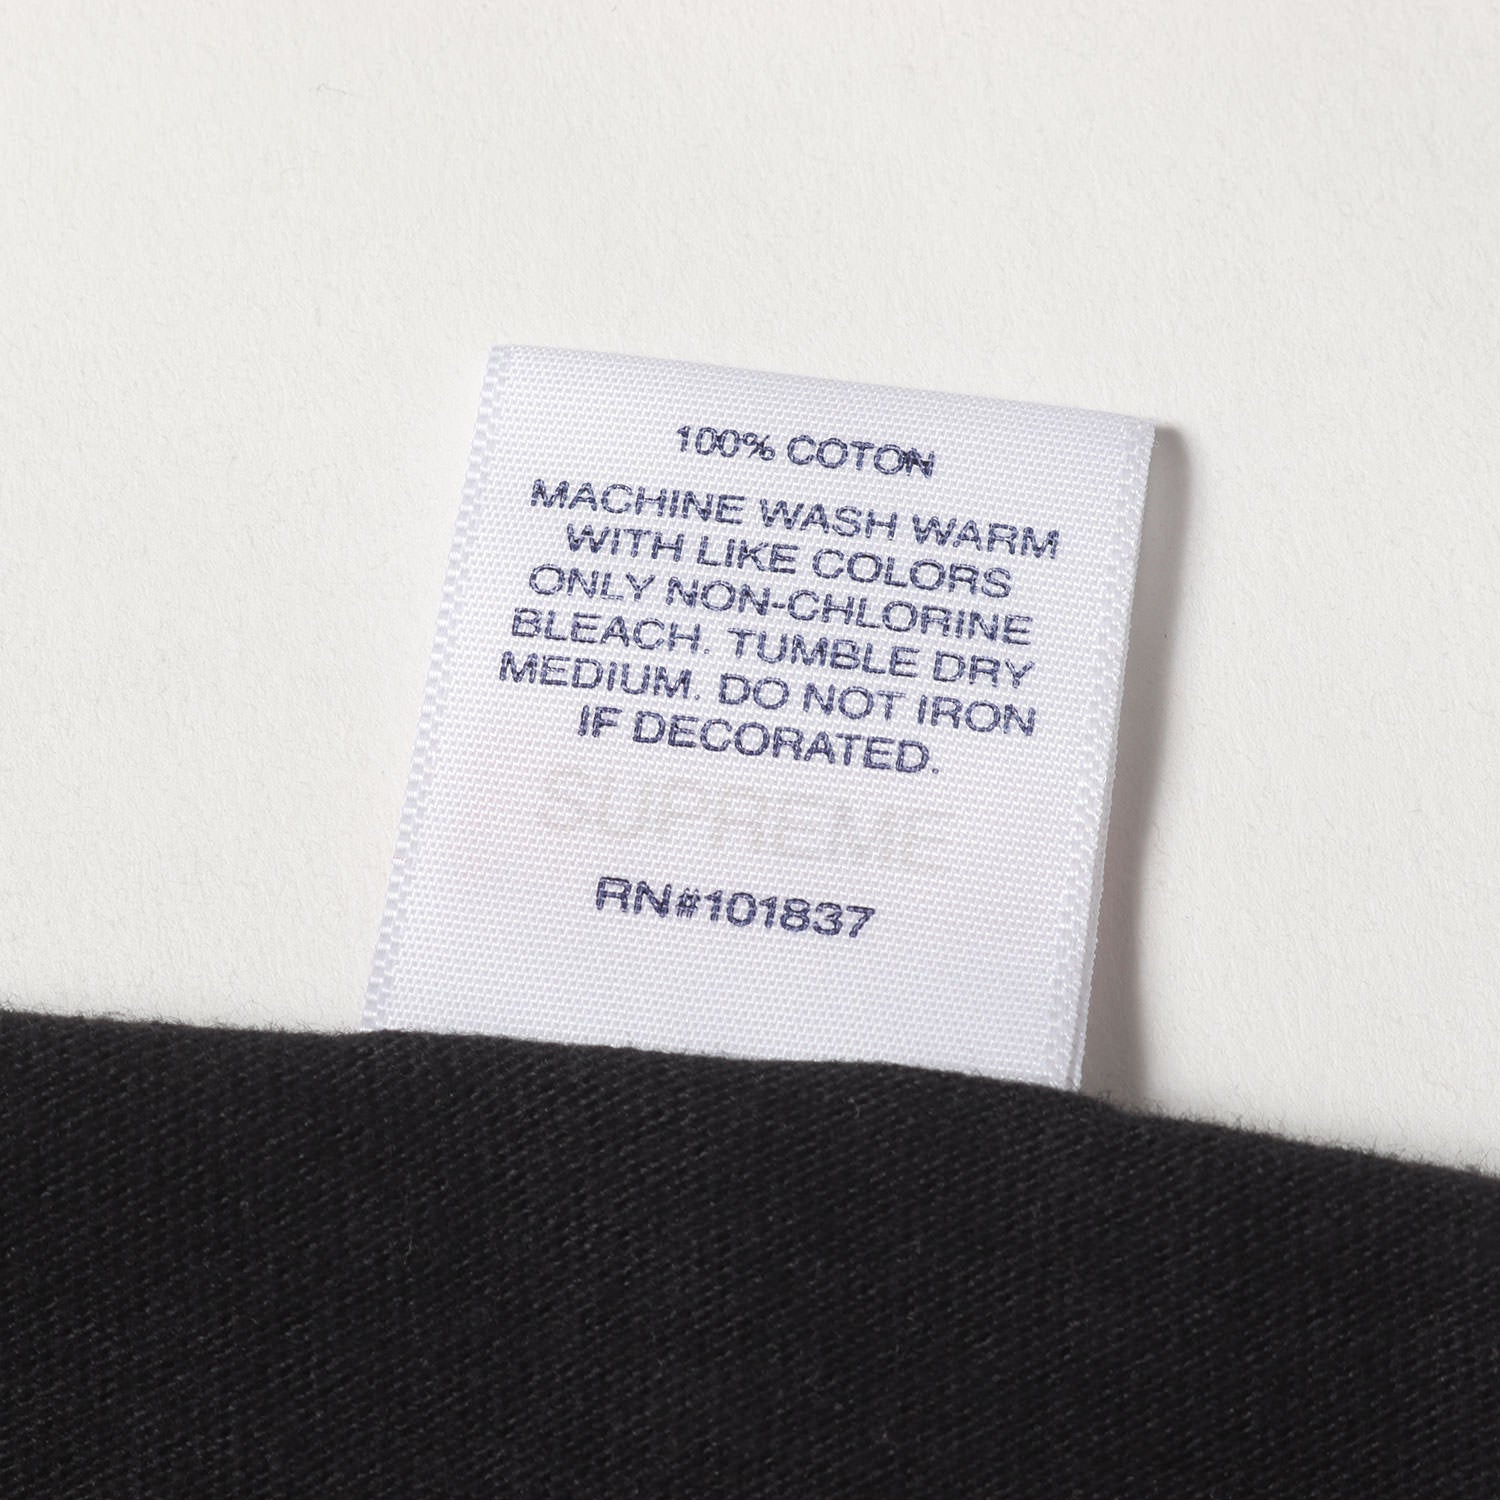 100% COTON
MACHINE WASH WARM
WITH LIKE COLORS
ONLY NON-CHLORINE
BLEACH. TUMBLE DRY
MEDIUM. DO NOT IRON
IF DECORATED.
SUPREME
RN#101837